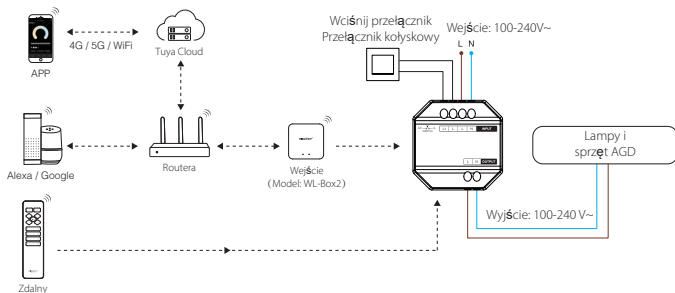 Wciśnij przełącznik
Przełącznik kołyskowy
Wejście: 100-240V~
L N
4G / 5G / WiFi
Tuya Cloud
APP
L1 L L N INPUT
L N OUTPUT
Lampy i
sprzęt AGD
Alexa / Google
Routera
Wejście
(Model: WL-Box2)
Wyjście: 100-240 V~
Zdalny